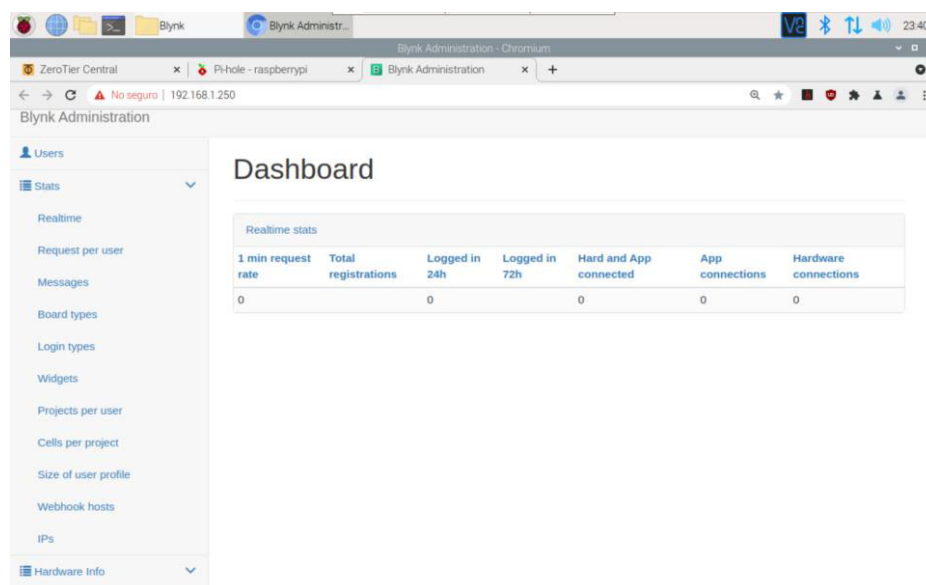 Blynk
Blynk Administr...
23:40
Blynk Administration - Chromium
ZeroTier Central
Pi-hole - raspberrypi
Blynk Administration
No seguro
192.168.1.250
Blynk Administration
Users
Stats
Realtime
Request per user
Messages
Board types
Login types
Widgets
Projects per user
Cells per project
Size of user profile
Webhook hosts
IPs
Hardware Info
Dashboard
Realtime stats
1 min request rate Total registrations Logged in 24h Logged in 72h Hard and App connected App connections Hardware connections
0 0 0 0 0